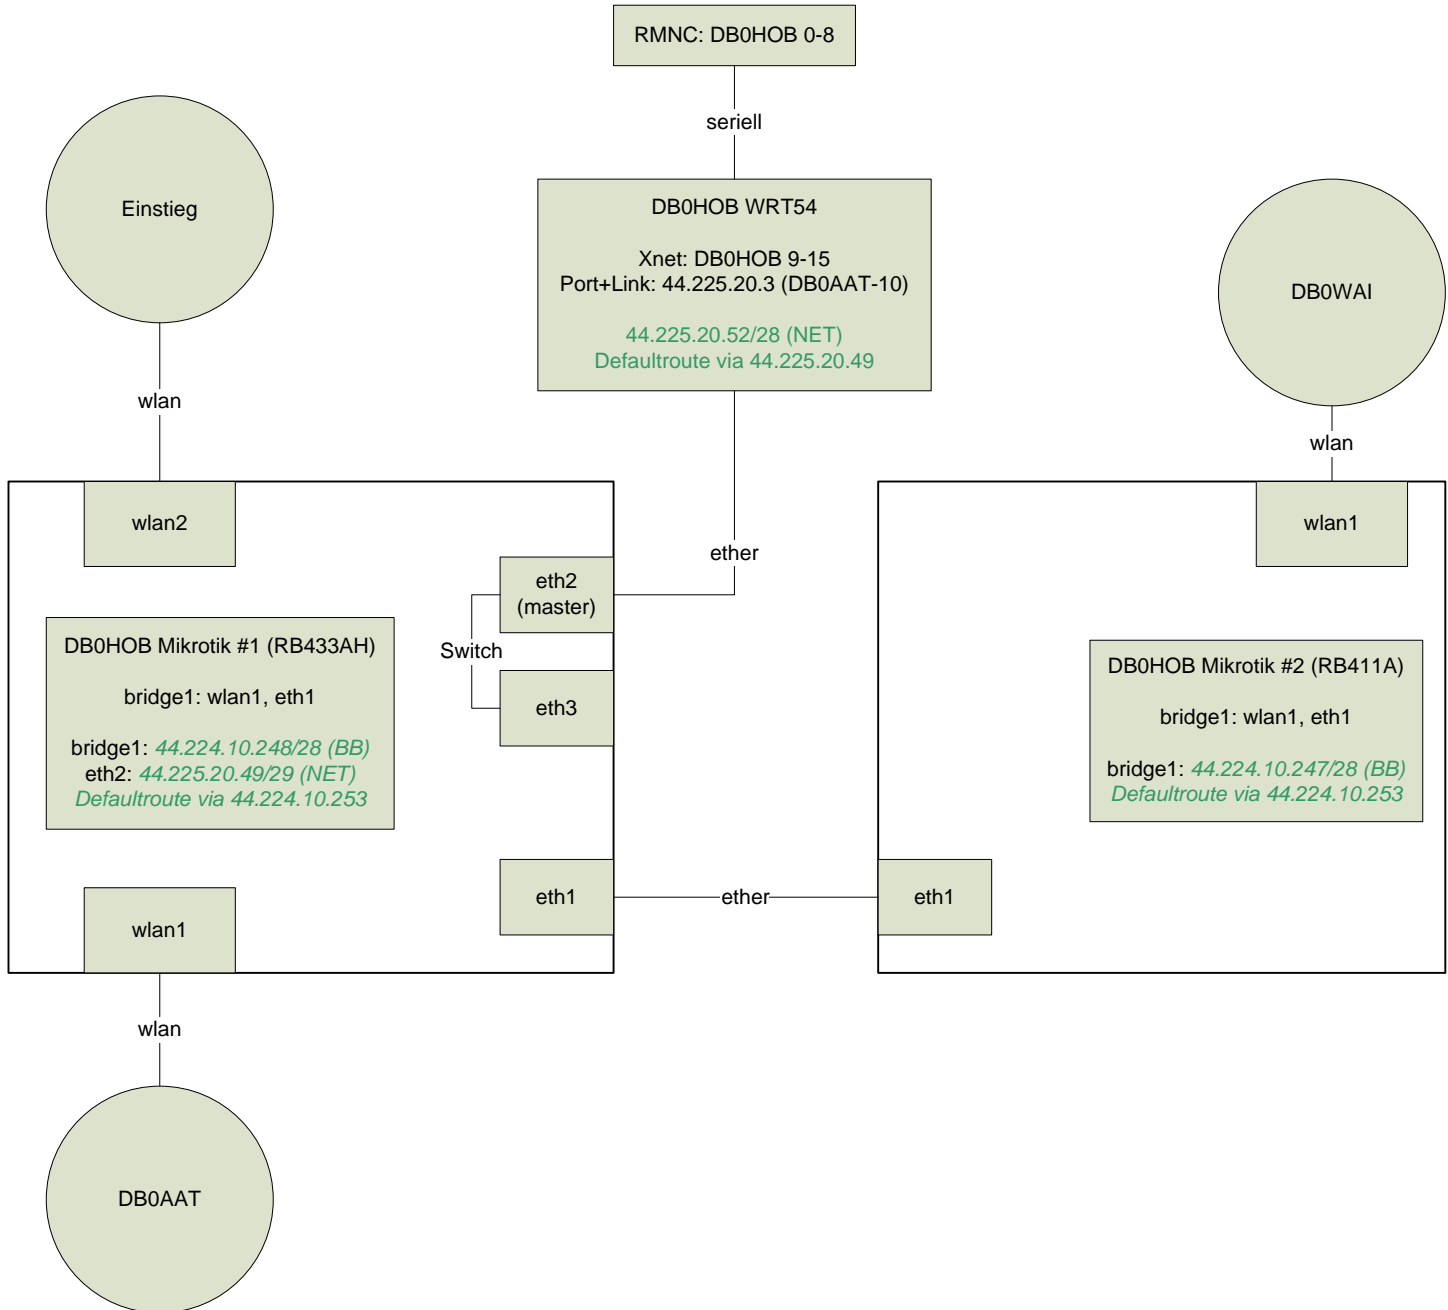 RMNC: DB0HOB 0-8
seriell
Einstieg
DB0HOB WRT54
Xnet: DB0HOB 9-15
Port+Link: 44.225.20.3 (DB0AAT-10)
44.225.20.52/28 (NET)
Defaultroute via 44.225.20.49
DB0WAI
wlan
wlan
wlan2
ether
wlan1
eth2
(master)
Switch
eth3
DB0HOB Mikrotik #1 (RB433AH)
bridge1: wlan1, eth1
bridge1: 44.224.10.248/28 (BB)
eth2: 44.225.20.49/29 (NET)
Defaultroute via 44.224.10.253
DB0HOB Mikrotik #2 (RB411A)
bridge1: wlan1, eth1
bridge1: 44.224.10.247/28 (BB)
Defaultroute via 44.224.10.253
eth1
ether
eth1
wlan1
wlan
DB0AAT